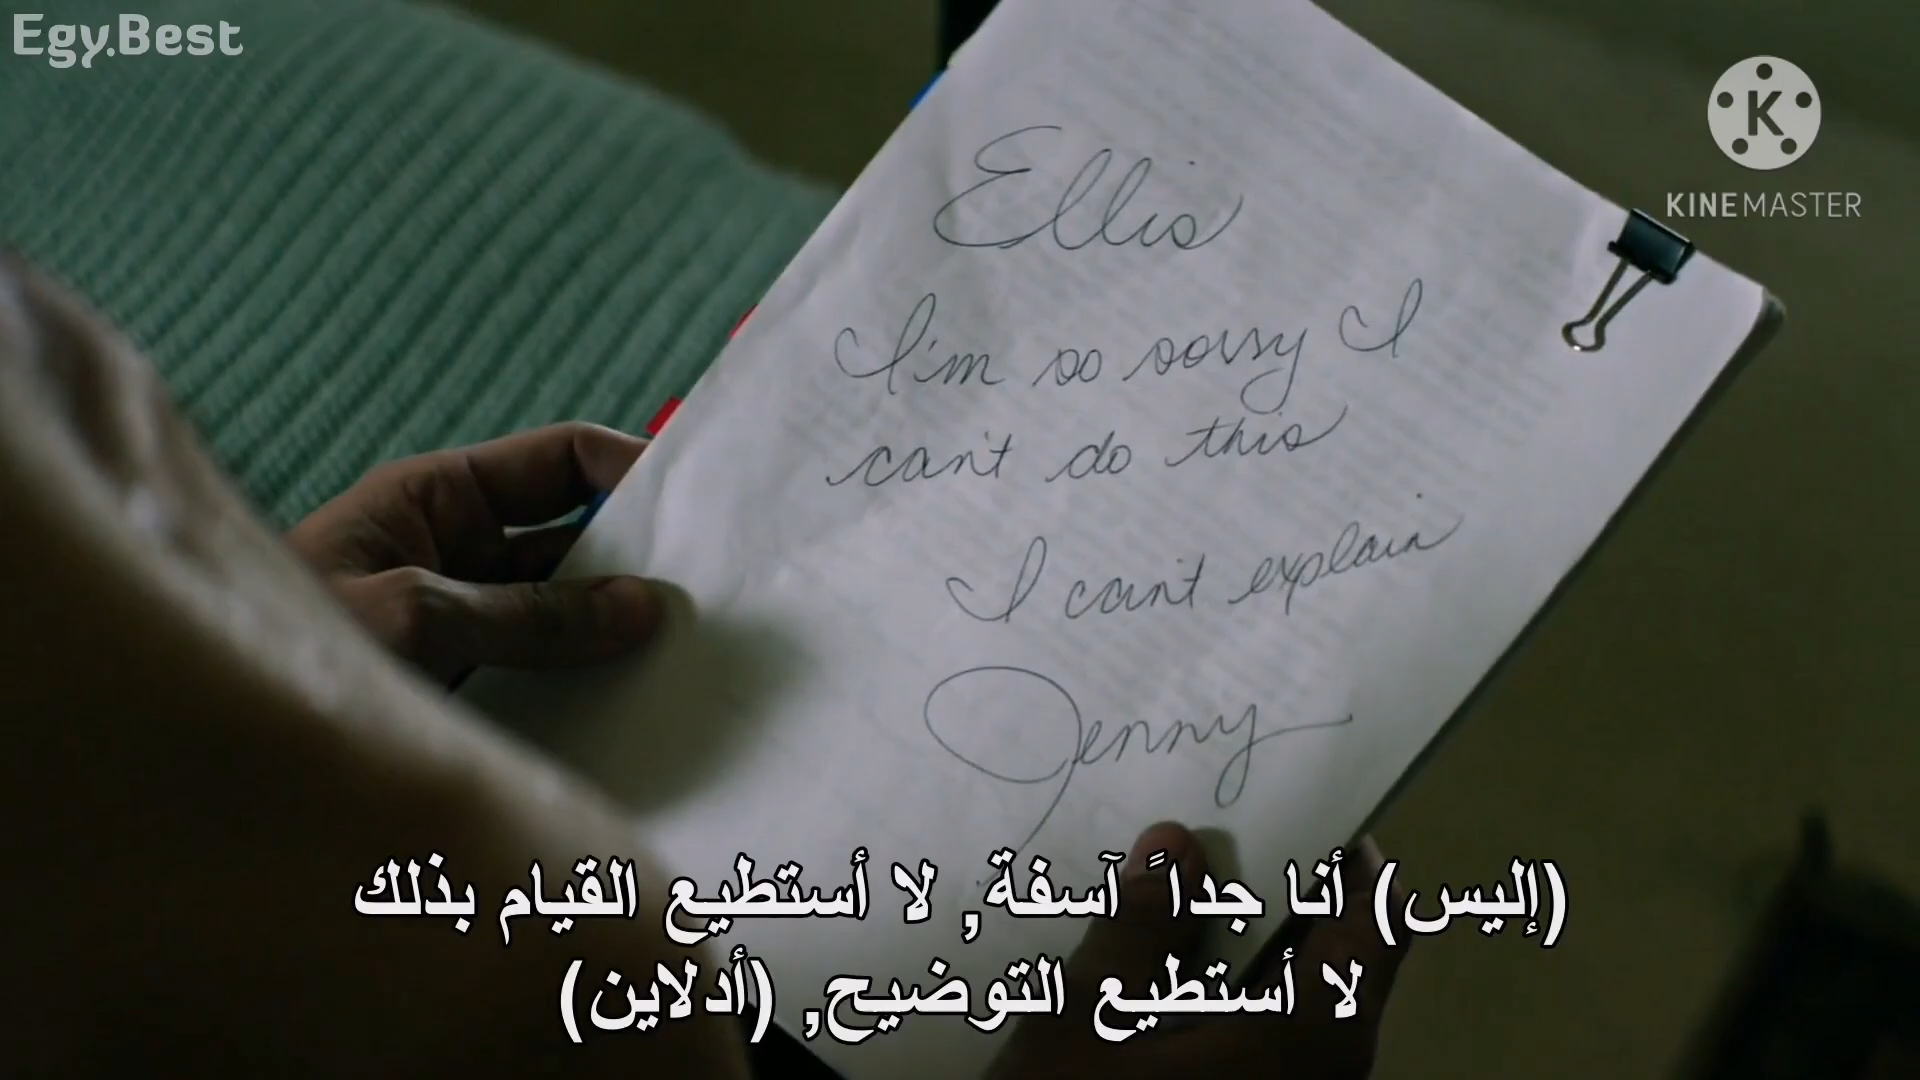 Egy.Best
K
KINEMASTER
Ellis
I'm so sorry I
can't do this
I can't explain
Jenny
(إليس) أنا جداً آسفة, لا أستطيع القيام بذلك
لا أستطيع التوضيح, (أدلاين)